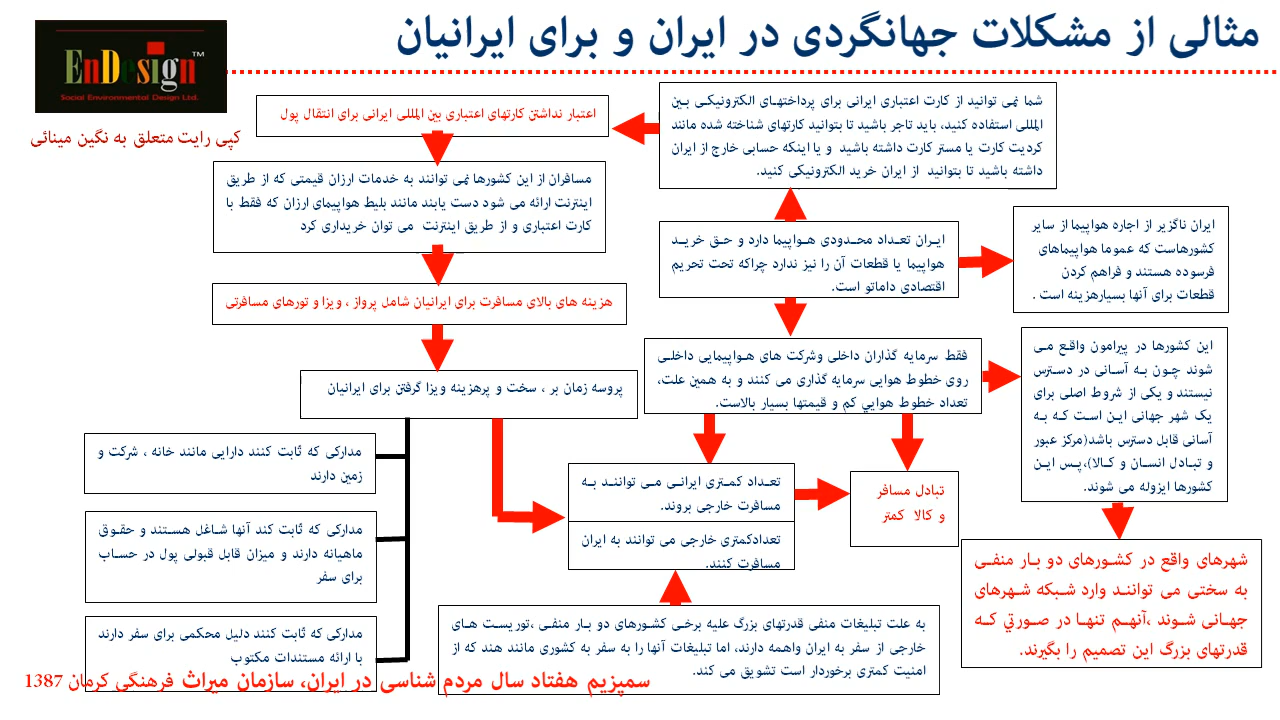 مثالی از مشکلات جهانگردی در ایران و برای ایرانیان
EnDesign™
Social Environmental Design Ltd.
کپی رایت متعلق به نگین مینائی
شما نمی توانید از کارت اعتباری ایرانی برای پرداختهای الکترونیکی بین
المللی استفاده کنید، باید تاجر باشید تا بتوانید کارتهای شناخته شده مانند
کردیت کارت یا مستر کارت داشته باشید و یا اینکه حسابی خارج از ایران
داشته باشید تا بتوانید از ایران خرید الکترونیکی کنید.
اعتبار نداشتن کارتهای اعتباری بین المللی ایرانی برای انتقال پول
مسافران از این کشورها نمی توانند به خدمات ارزان قیمتی که از طریق
اینترنت ارائه می شود دست یابند مانند بلیط هواپیمای ارزان که فقط با
کارت اعتباری و از طریق اینترنت می توان خریداری کرد
ایران ناگزیر از اجاره هواپیما از سایر
کشورهاست که عموما هواپیماهای
فرسوده هستند و فراهم کردن
قطعات برای آنها بسیارهزینه است .
ایران تعداد محدودی هواپیما دارد و حق خرید
هواپیما یا قطعات آن را نیز ندارد چراکه تحت تحریم
اقتصادی داماتو است.
هزینه های بالای مسافرت برای ایرانیان شامل پرواز ، ویزا و تورهای مسافرتی
این کشورها در پیرامون واقع می
شوند چون به آسانی در دسترس
نیستند و یکی از شروط اصلی برای
یک شهر جهانی این است که به
آسانی قابل دسترس باشد(مرکز عبور
و تبادل انسان و کالا)،پس این
کشورها ایزوله می شوند.
فقط سرمایه گذاران داخلی وشرکت های هواپیمایی داخلی
روی خطوط هوایی سرمایه گذاری می کنند و به همین علت،
تعداد خطوط هوايي کم و قیمتها بسیار بالاست.
پروسه زمان بر ، سخت و پرهزینه ویزا گرفتن برای ایرانیان
مدارکی که ثابت کنند دارایی مانند خانه ، شرکت و
زمین دارند
مدارکی که ثابت کند آنها شاغل هستند و حقوق
ماهیانه دارند و میزان قابل قبولی پول در حساب
برای سفر
مدارکی که ثابت کنند دلیل محکمی برای سفر دارند
با ارائه مستندات مکتوب
تعداد کمتری ایرانی می توانند به
مسافرت خارجی بروند.
تعدادکمتری خارجی می توانند به ایران
مسافرت کنند.
تبادل مسافر
و کالا کمتر
شهرهای واقع در کشورهای دو بار منفی
به سختی می توانند وارد شبکه شهرهای
جهانی شوند ،آنهم تنها در صورتي که
قدرتهای بزرگ این تصمیم را بگیرند.
به علت تبلیغات منفی قدرتهای بزرگ علیه برخی کشورهای دو بار منفی ،توریست های
خارجی از سفر به ایران واهمه دارند، اما تبلیغات آنها را به سفر به کشوری مانند هند که از
امنیت کمتری برخوردار است تشویق می کند.
سمپزیم هفتاد سال مردم شناسی در ایران، سازمان میراث فرهنگی کرمان 1387